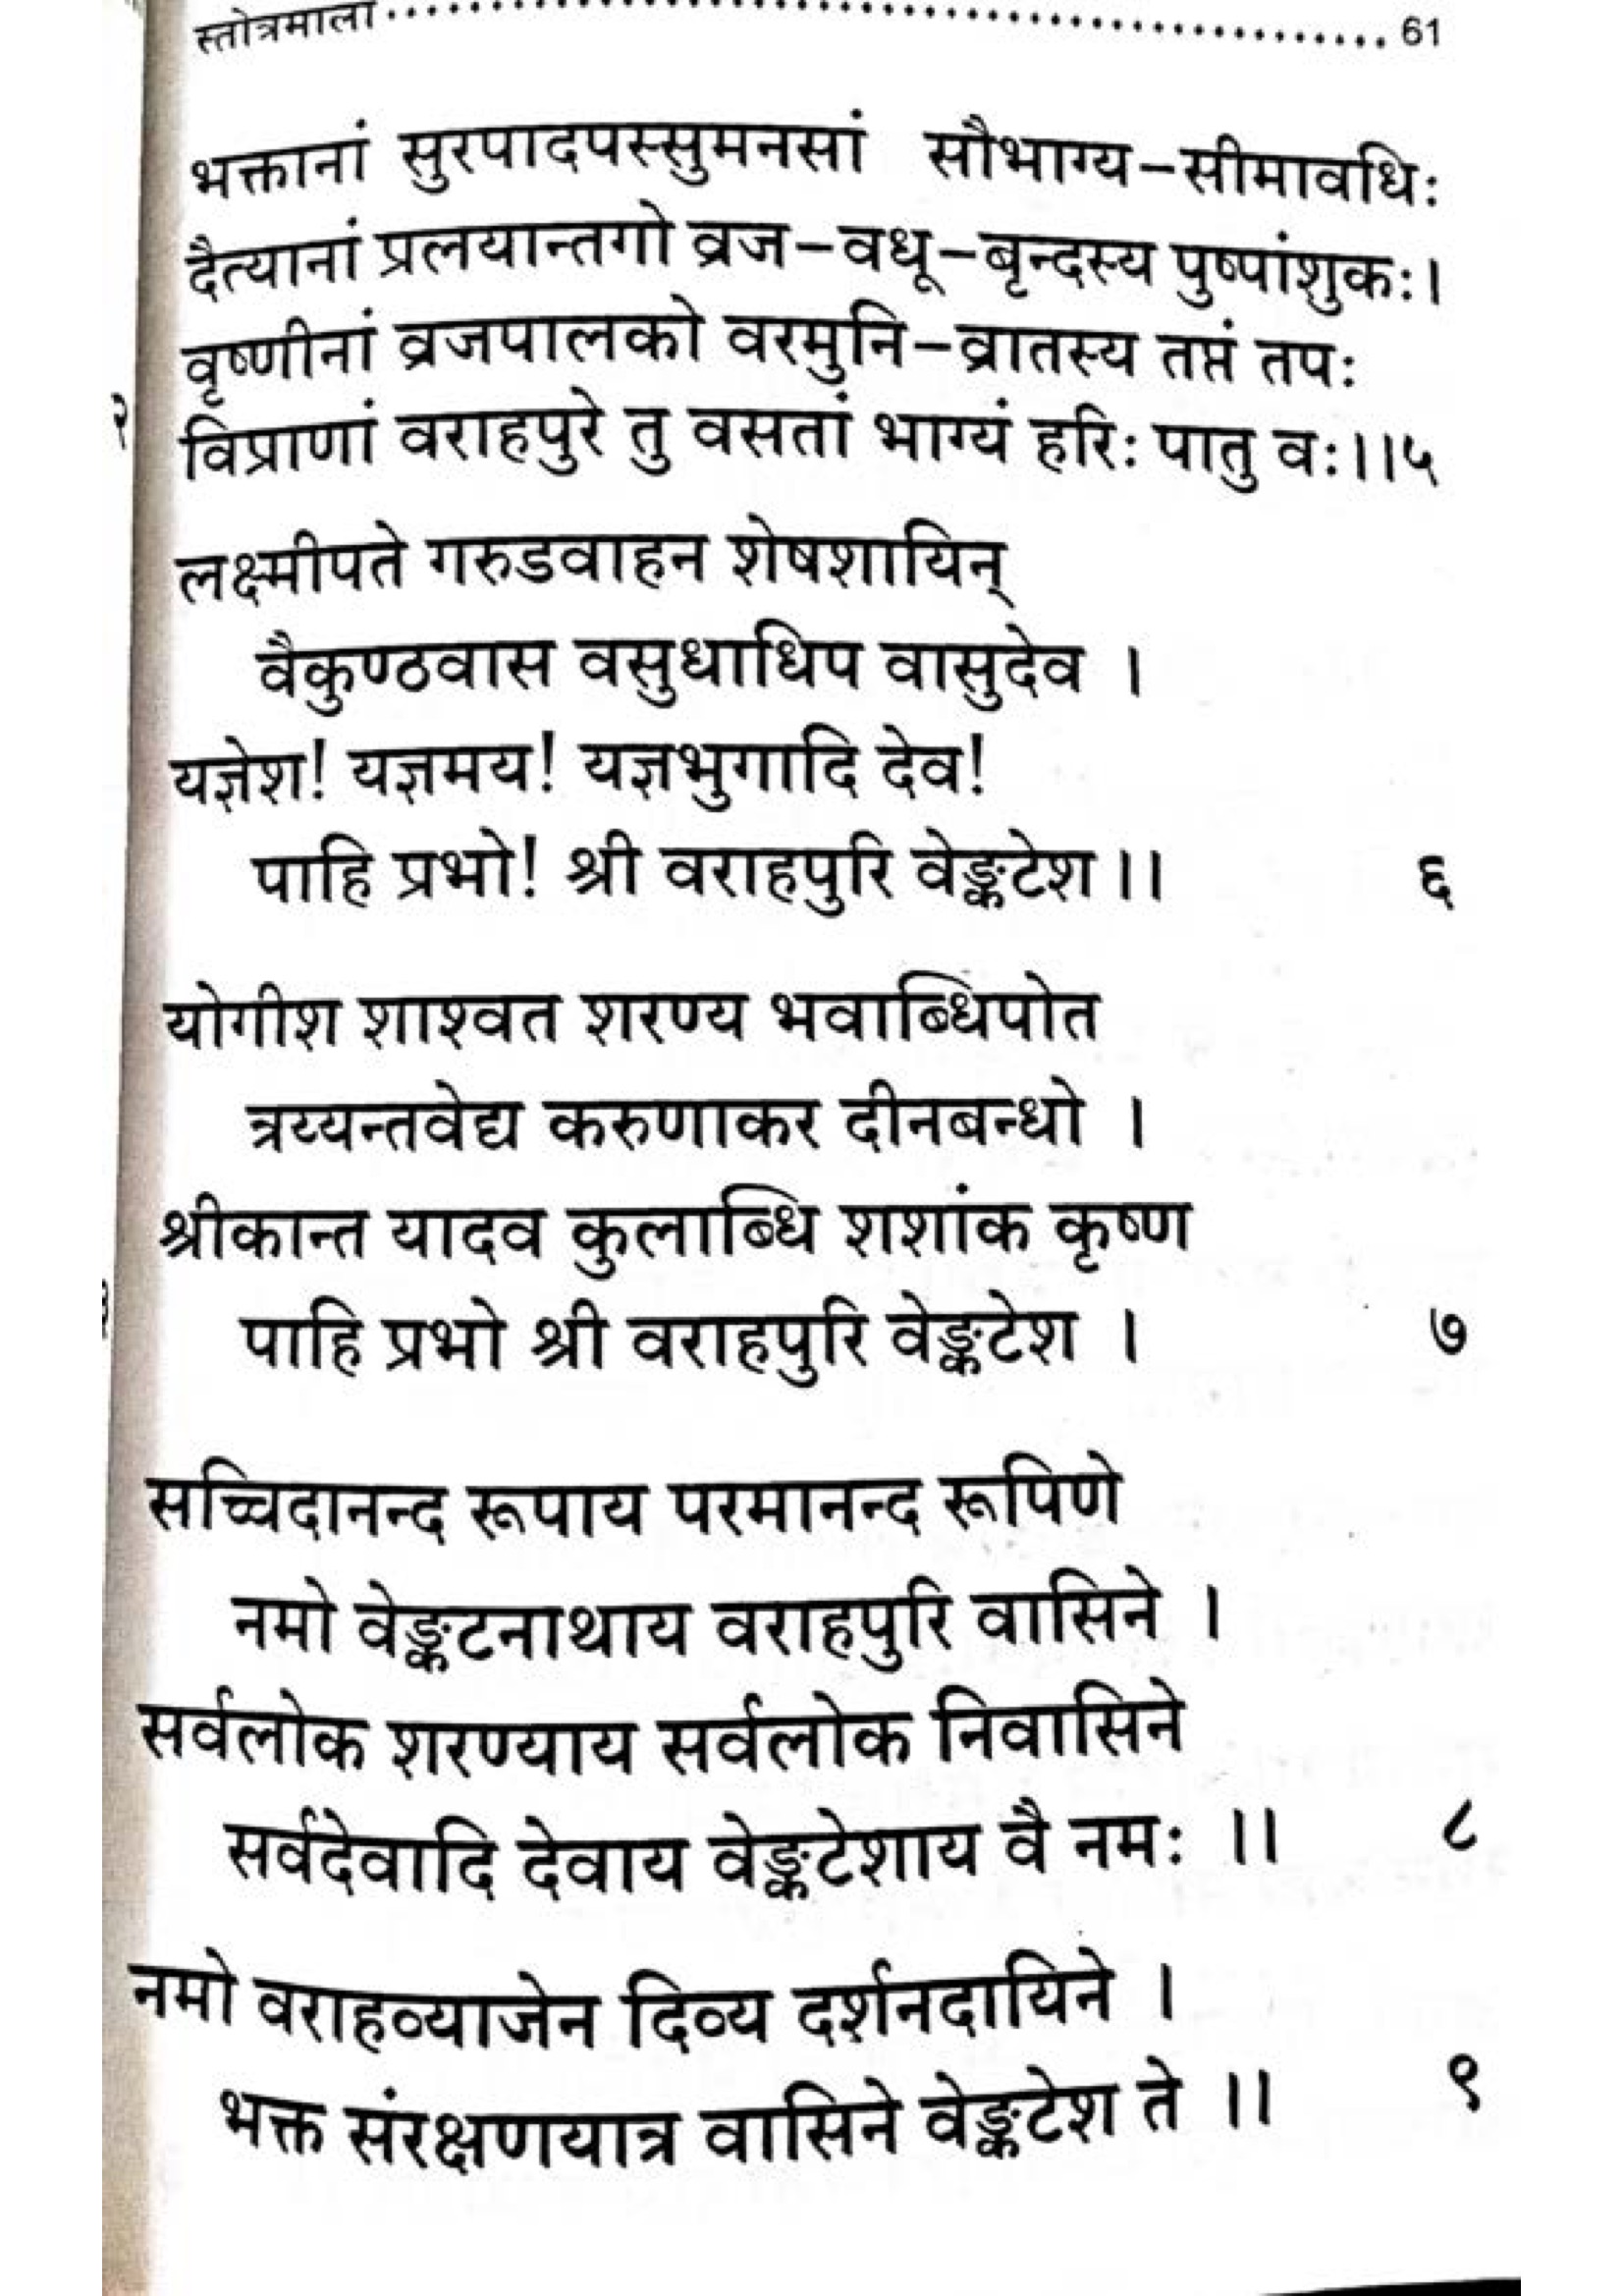 स्तोत्रमाला.................................................. 61
भक्तानां सुरपादपस्सुमनसां सौभाग्य-सीमावधिः
दैत्यानां प्रलयान्तगो व्रज-वधू-बृन्दस्य पुष्पांशुकः।
वृष्णीनां व्रजपालको वरमुनि-व्रातस्य तप्तं तपः
विप्राणां वराहपुरे तु वसतां भाग्यं हरिः पातु वः।।५
लक्ष्मीपते गरुडवाहन शेषशायिन्
वैकुण्ठवास वसुधाधिप वासुदेव ।
यज्ञेश! यज्ञमय! यज्ञभुगादि देव!
पाहि प्रभो! श्री वराहपुरि वेङ्कटेश।। ६
योगीश शाश्वत शरण्य भवाब्धिपोत
त्रय्यन्तवेद्य करुणाकर दीनबन्धो ।
श्रीकान्त यादव कुलाब्धि शशांक कृष्ण
पाहि प्रभो श्री वराहपुरि वेङ्कटेश । ७
सच्चिदानन्द रूपाय परमानन्द रूपिणे
नमो वेङ्कटनाथाय वराहपुरि वासिने ।
सर्वलोक शरण्याय सर्वलोक निवासिने
सर्वदेवादि देवाय वेङ्कटेशाय वै नमः ।। ८
नमो वराहव्याजेन दिव्य दर्शनदायिने ।
भक्त संरक्षणयात्र वासिने वेङ्कटेश ते ।। ९